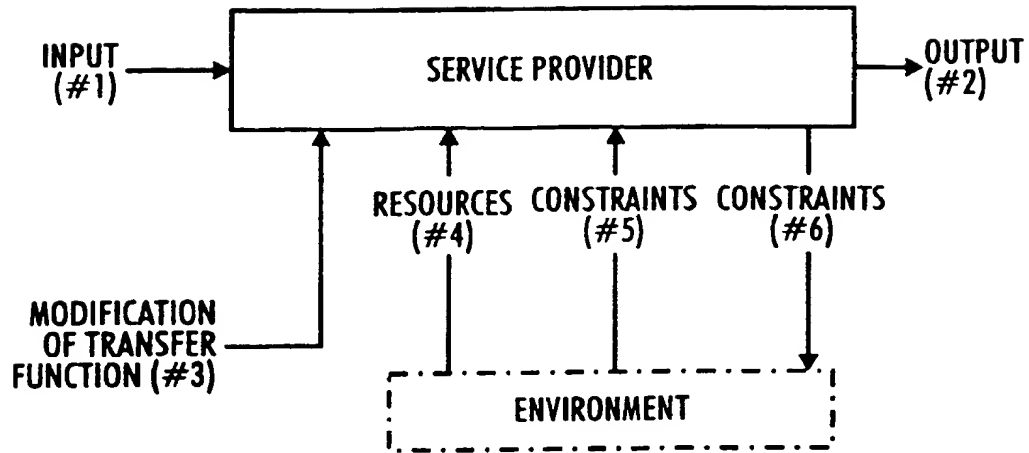 INPUT
(#1)
SERVICE PROVIDER
OUTPUT
(#2)
RESOURCES
(#4)
CONSTRAINTS
(#5)
CONSTRAINTS
(#6)
MODIFICATION
OF TRANSFER
FUNCTION (#3)
ENVIRONMENT